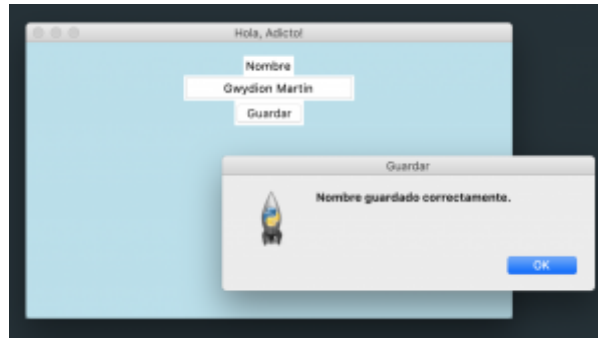 Hola, Adicto!
Nombre
Gwydion Martin
Guardar
Guardar
Nombre guardado correctamente.
OK